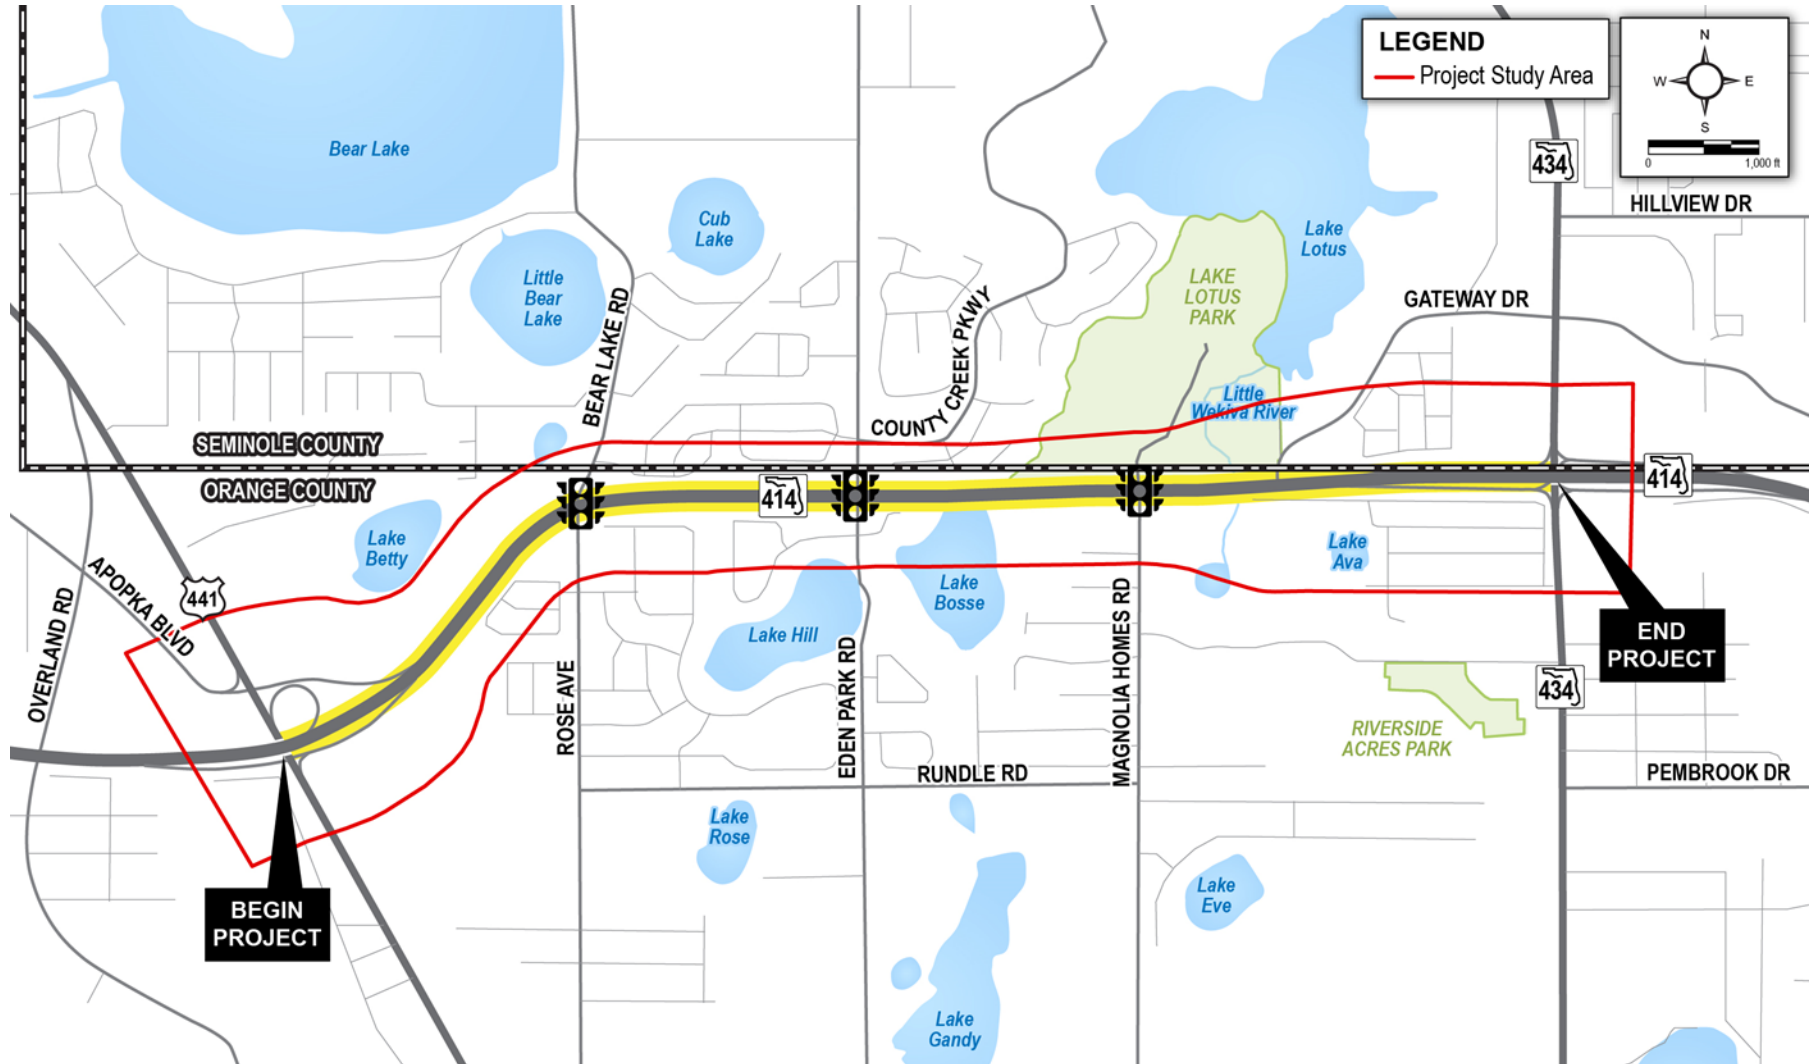 LEGEND
Project Study Area
N
W
E
S
0
1,000 ft
434
HILLVIEW DR
Bear Lake
Cub
Lake
Little
Bear
Lake
BEAR LAKE RD
COUNTY CREEK PKWY
LAKE
LOTUS
PARK
Lake
Lotus
GATEWAY DR
Little
Wekiva River
SEMINOLE COUNTY
ORANGE COUNTY
414
414
Lake
Betty
APOPKA BLVD
441
OVERLAND RD
Lake Hill
Lake
Bosse
Lake
Ava
END
PROJECT
ROSE AVE
EDEN PARK RD
MAGNOLIA HOMES RD
434
RIVERSIDE
ACRES PARK
RUNDLE RD
PEMBROOK DR
Lake
Rose
Lake
Eve
BEGIN
PROJECT
Lake
Gandy